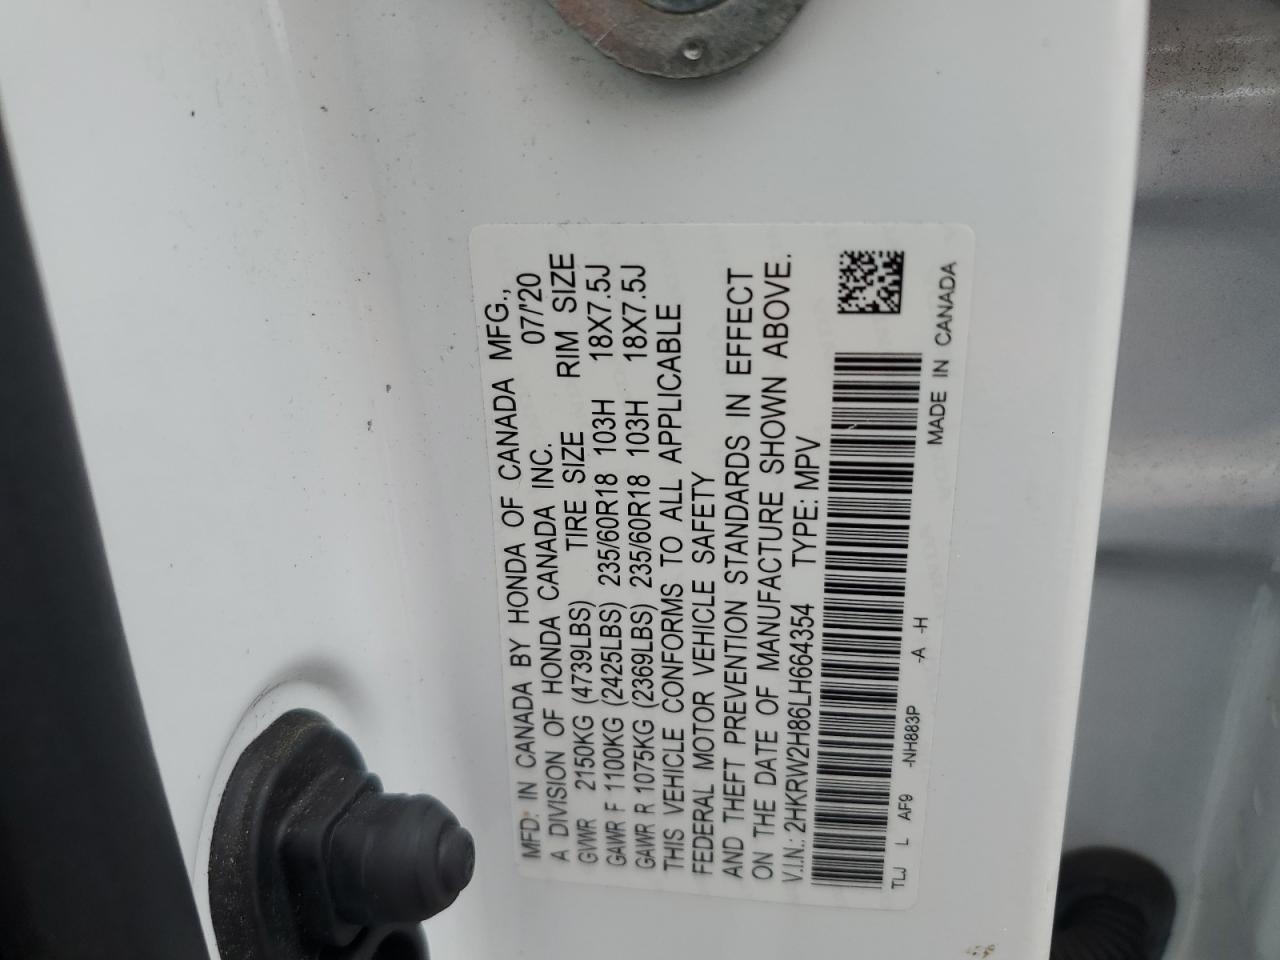 MFD. IN CANADA BY HONDA OF CANADA MFG.,
A DIVISION OF HONDA CANADA INC. 07/'20
GVWR 2150KG (4739LBS) TIRE SIZE RIM SIZE
GAWR F 1100KG (2425LBS) 235/60R18 103H 18X7.5J
GAWR R 1075KG (2369LBS) 235/60R18 103H 18X7.5J
THIS VEHICLE CONFORMS TO ALL APPLICABLE
FEDERAL MOTOR VEHICLE SAFETY
AND THEFT PREVENTION STANDARDS IN EFFECT
ON THE DATE OF MANUFACTURE SHOWN ABOVE.
V.I.N.: 2HKRW2H86LH664354 TYPE: MPV
TLJ L AF9 -NH883P -A -H
MADE IN CANADA